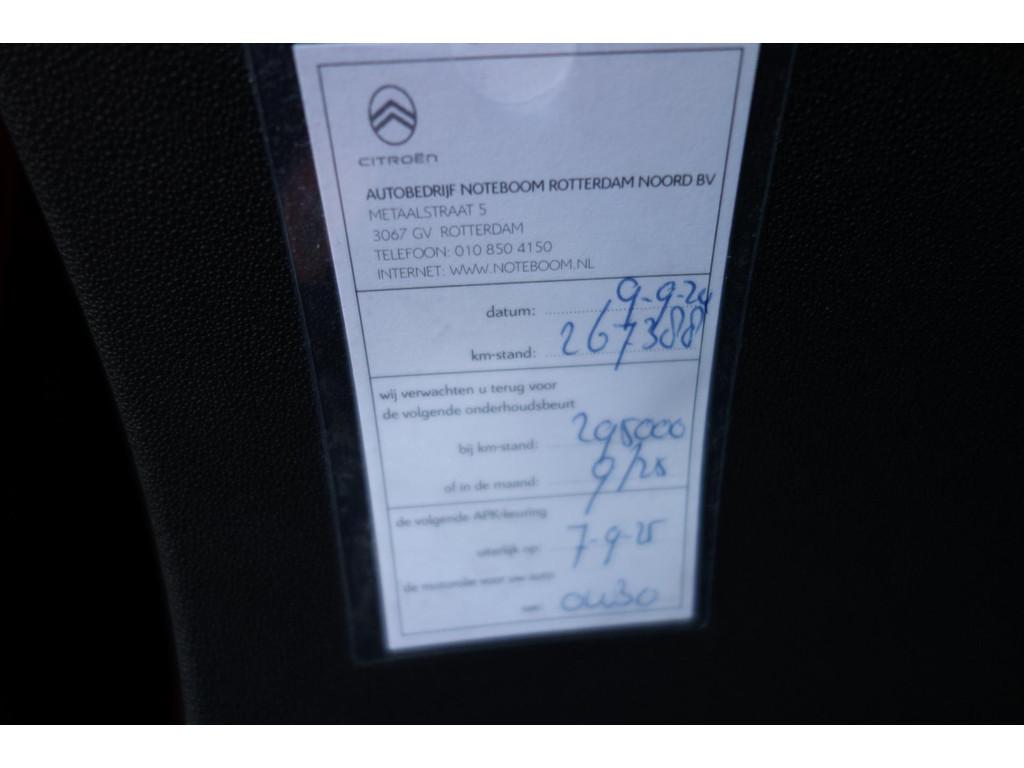 CITROËN
AUTOBEDRIJF NOTEBOOM ROTTERDAM NOORD BV
METAALSTRAAT 5
3067 GV ROTTERDAM
TELEFOON: 010 850 4150
INTERNET: WWW.NOTEBOOM.NL
datum: 9-9-24
km-stand: 267388
wij verwachten u terug voor
de volgende onderhoudsbeurt
bij km-stand: 295000
of in de maand: 9/25
de volgende APK-keuring
uiterlijk op: 7-9-25
de motorolie voor uw auto
0W30